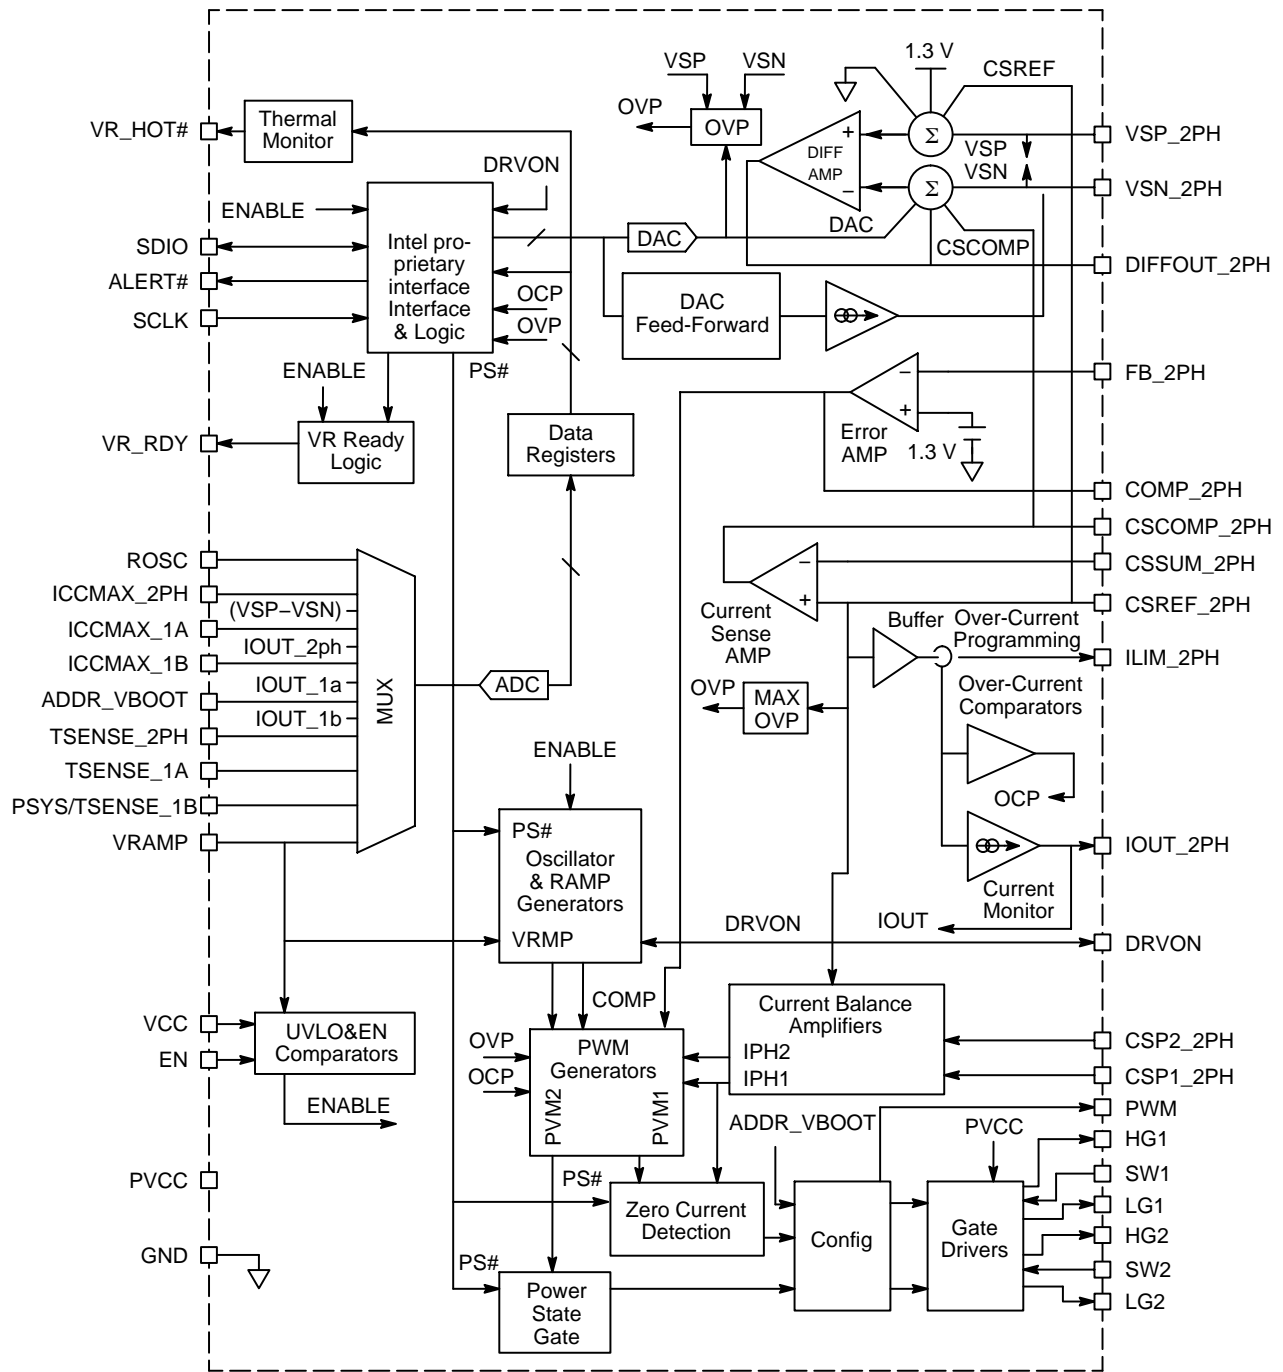 1.3 V
VSP
VSN
CSREF
OVP
OVP
VR_HOT#
Thermal
Monitor
+
DIFF
AMP
−
Σ
Σ
VSP
VSN
VSP_2PH
VSN_2PH
DRVON
ENABLE
Intel pro-
prietary
interface
Interface
& Logic
SDIO
ALERT#
SCLK
DAC
DAC
CSCOMP
DIFFOUT_2PH
OCP
OVP
DAC
Feed-Forward
PS#
ENABLE
VR Ready
Logic
VR_RDY
Data
Registers
−
+
Error
AMP
1.3 V
FB_2PH
COMP_2PH
CSCOMP_2PH
CSSUM_2PH
CSREF_2PH
−
+
Current
Sense
AMP
ROSC
ICCMAX_2PH
(VSP−VSN)
ICCMAX_1A
IOUT_2ph
ICCMAX_1B
IOUT_1a
ADDR_VBOOT
IOUT_1b
TSENSE_2PH
TSENSE_1A
PSYS/TSENSE_1B
VRAMP
MUX
ADC
Buffer
Over-Current
Programming
ILIM_2PH
OVP
MAX
OVP
Over-Current
Comparators
OCP
ENABLE
PS#
Oscillator
& RAMP
Generators
VRMP
IOUT_2PH
Current
Monitor
IOUT
DRVON
DRVON
COMP
VCC
EN
UVLO&EN
Comparators
ENABLE
OVP
OCP
PWM
Generators
PVM2
PVM1
Current Balance
Amplifiers
IPH2
IPH1
CSP2_2PH
CSP1_2PH
PWM
ADDR_VBOOT
PVCC
HG1
SW1
LG1
HG2
SW2
LG2
PVCC
GND
PS#
Zero Current
Detection
Config
Gate
Drivers
PS#
Power
State
Gate